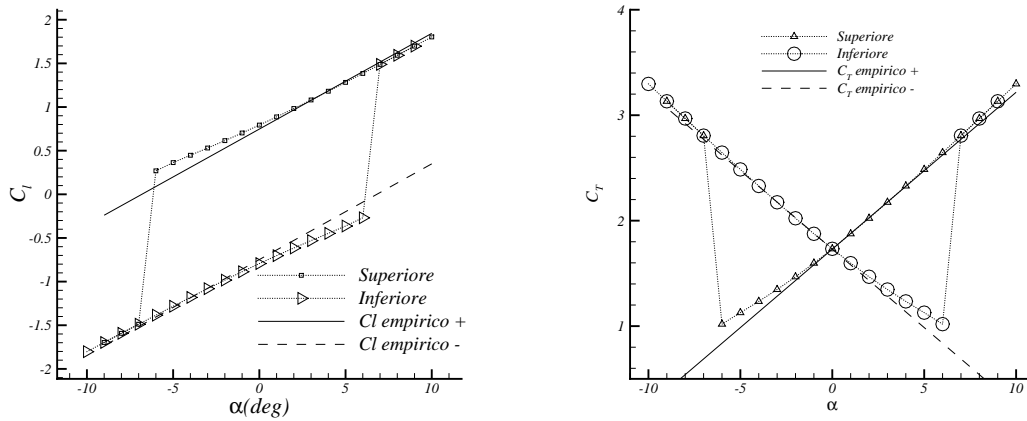 2
1.5
1
0.5
0
-0.5
-1
-1.5
-2
C_l
-10
-5
0
5
10
α(deg)
Superiore
Inferiore
Cl empirico +
Cl empirico -
4
3
2
1
C_T
-10
-5
0
5
10
α
Superiore
Inferiore
C_T empirico +
C_T empirico -